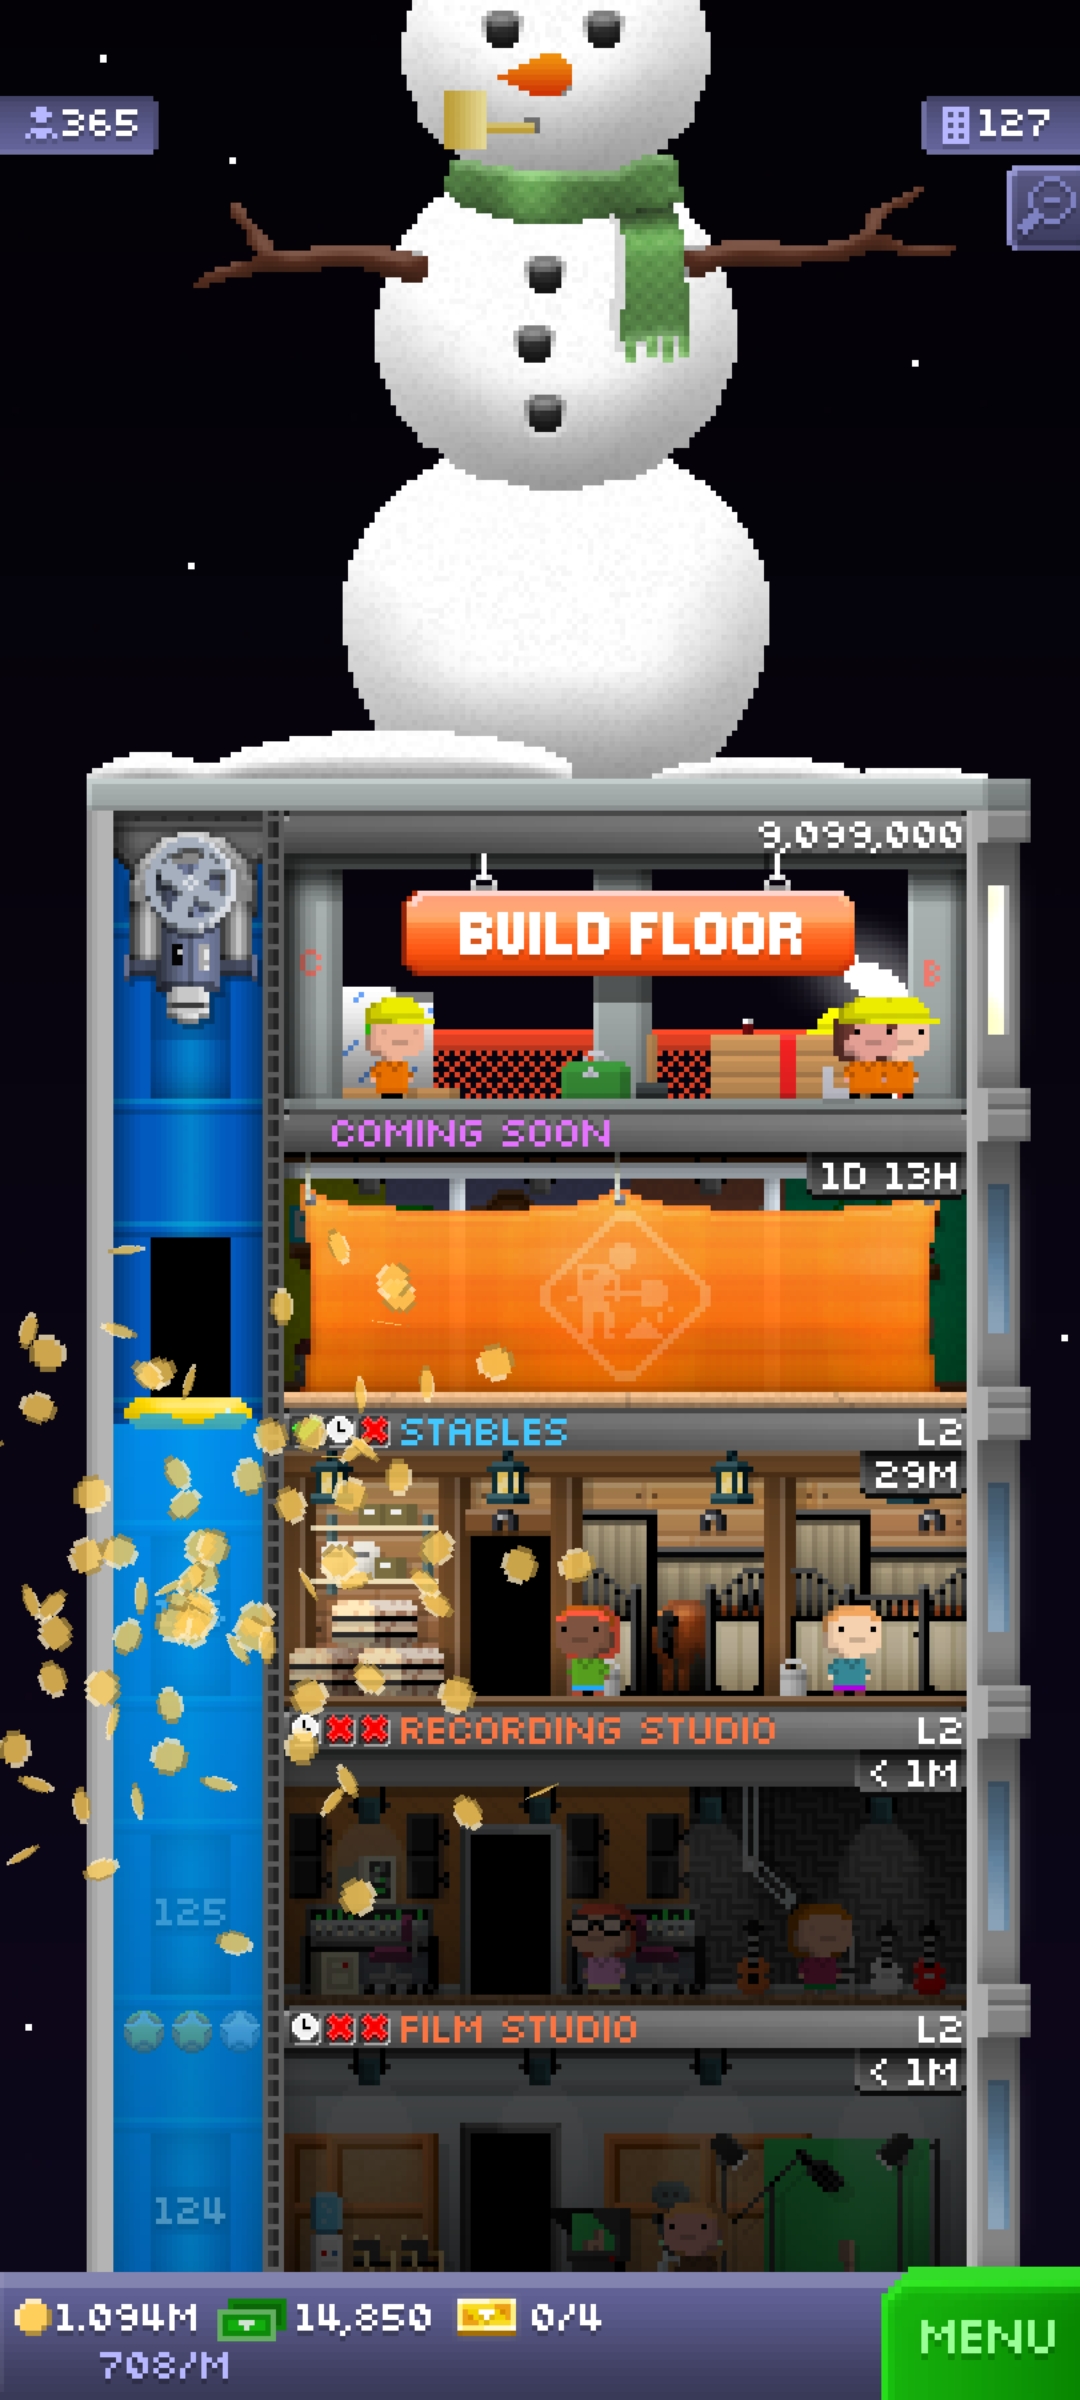 365
127
9,099,000
BUILD FLOOR
C
B
COMING SOON
1D 13H
STABLES L2
29M
RECORDING STUDIO L2
< 1M
125
FILM STUDIO L2
< 1M
124
1.094M 14,850 0/4
708/M
MENU